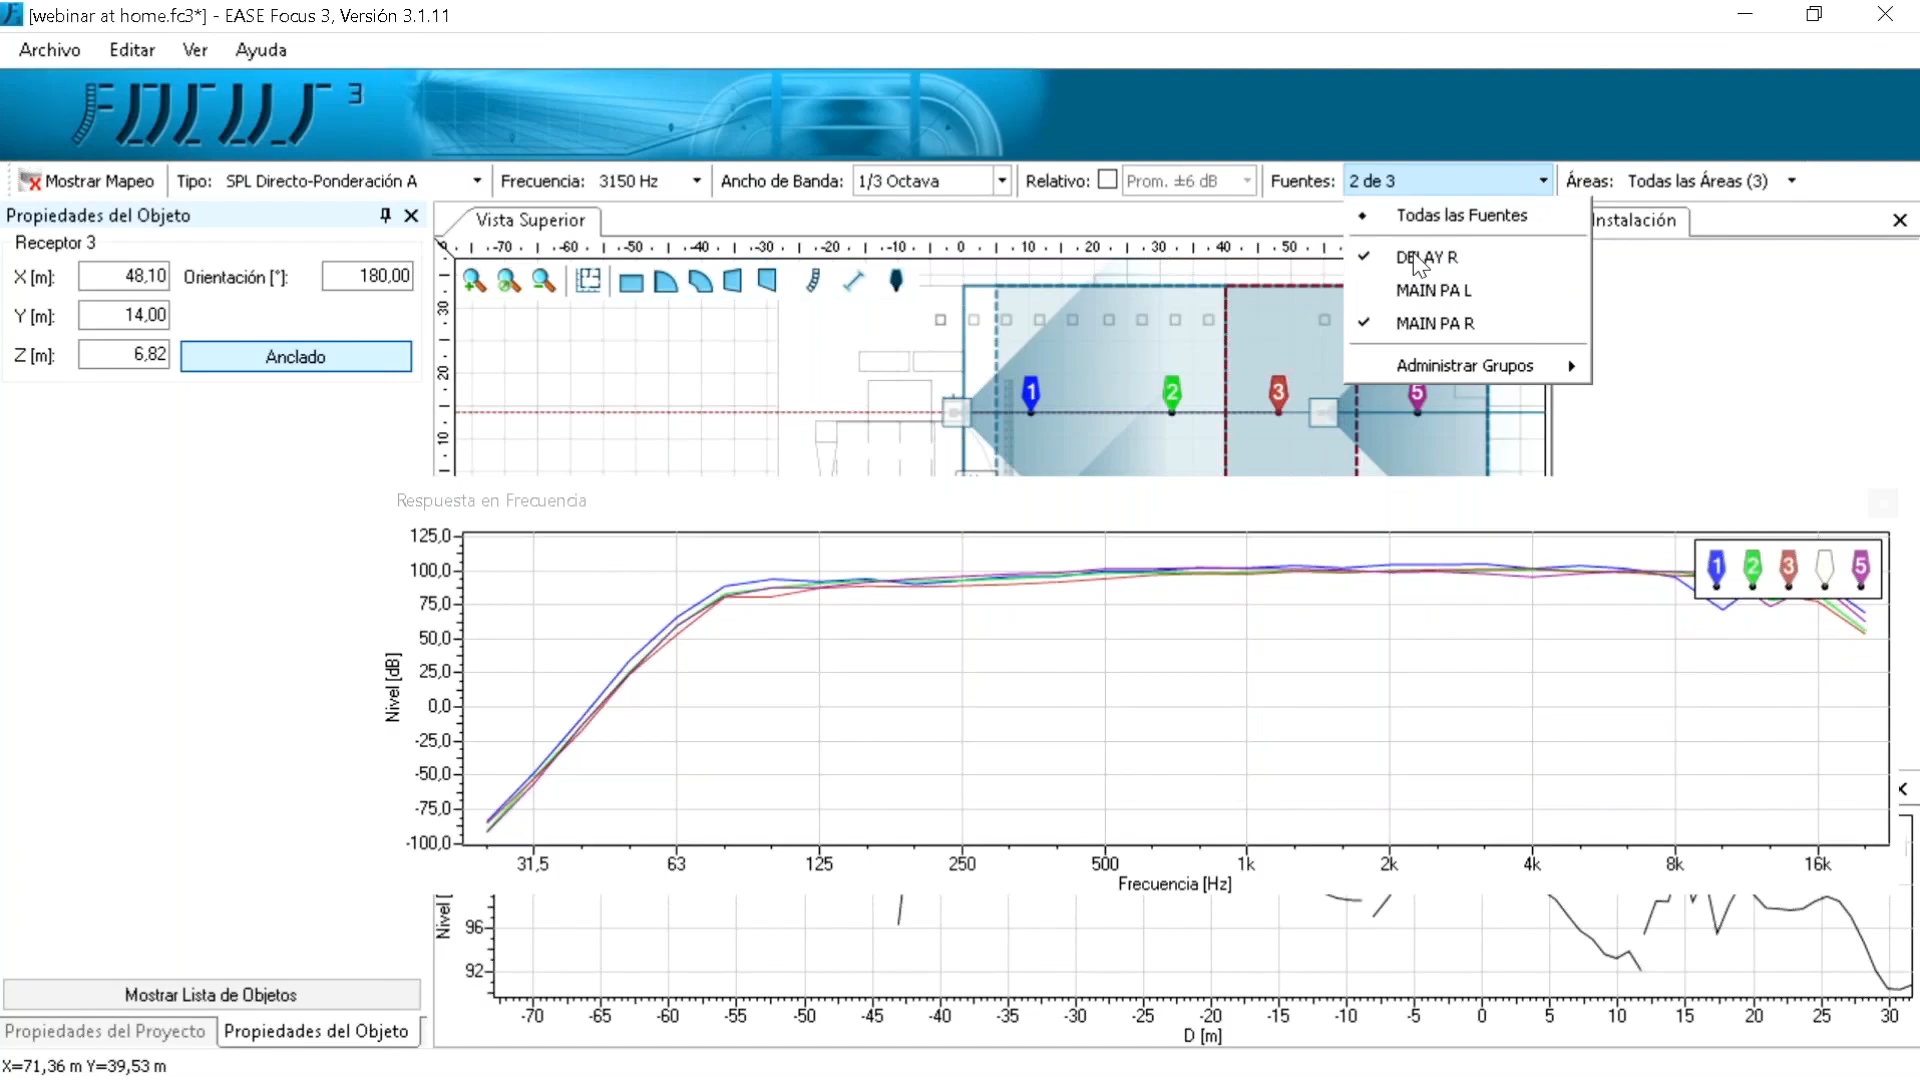 [webinar at home.fc3*] - EASE Focus 3, Versión 3.1.11
Archivo Editar Ver Ayuda
FOCUS 3
Mostrar Mapeo Tipo: SPL Directo-Ponderación A Frecuencia: 3150 Hz Ancho de Banda: 1/3 Octava Relativo: Prom. ±6 dB Fuentes: 2 de 3 Áreas: Todas las Áreas (3)
Propiedades del Objeto
Vista Superior
Instalación
Todas las Fuentes
DELAY R
MAIN PA L
MAIN PA R
Administrar Grupos
Receptor 3
X [m]: 48,10 Orientación [°]: 180,00
Y [m]: 14,00
Z [m]: 6,82 Anclado
-70 -60 -50 -40 -30 -20 -10 0 10 20 30 40 50
30
20
10
1 2 3 5
Respuesta en Frecuencia
1 2 3 5
125,0
100,0
75,0
50,0
25,0
0,0
-25,0
-50,0
-75,0
-100,0
Nivel [dB]
31,5 63 125 250 500 1k 2k 4k 8k 16k
Frecuencia [Hz]
Nivel [
96
92
-70 -65 -60 -55 -50 -45 -40 -35 -30 -25 -20 -15 -10 -5 0 5 10 15 20 25 30
D [m]
Mostrar Lista de Objetos
Propiedades del Proyecto Propiedades del Objeto
X=71,36 m Y=39,53 m